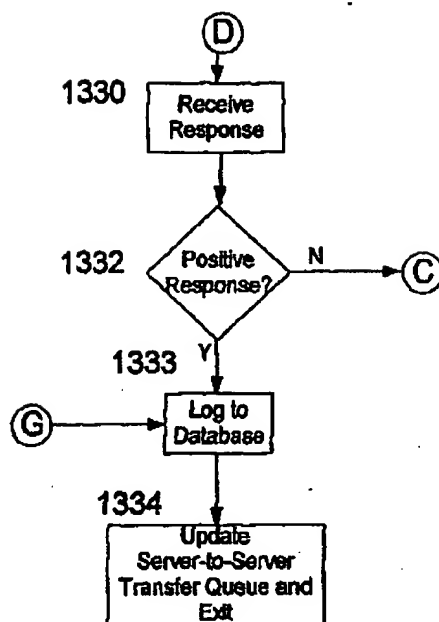 D
1330
Receive
Response
1332
Positive
Response?
N
C
Y
1333
Log to
Database
G
1334
Update
Server-to-Server
Transfer Queue and
Exit